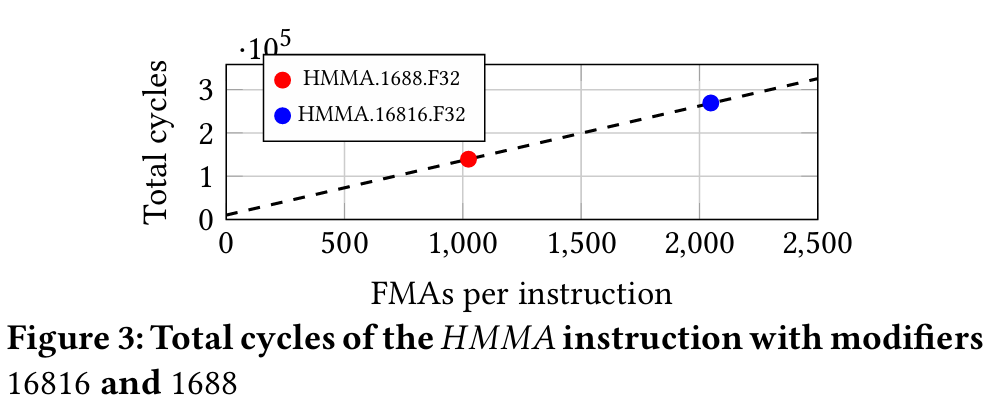 ·10⁵
HMMA.1688.F32
HMMA.16816.F32
Total cycles
3
2
1
0
0 500 1,000 1,500 2,000 2,500
FMAs per instruction
Figure 3: Total cycles of the HMMA instruction with modifiers
16816 and 1688